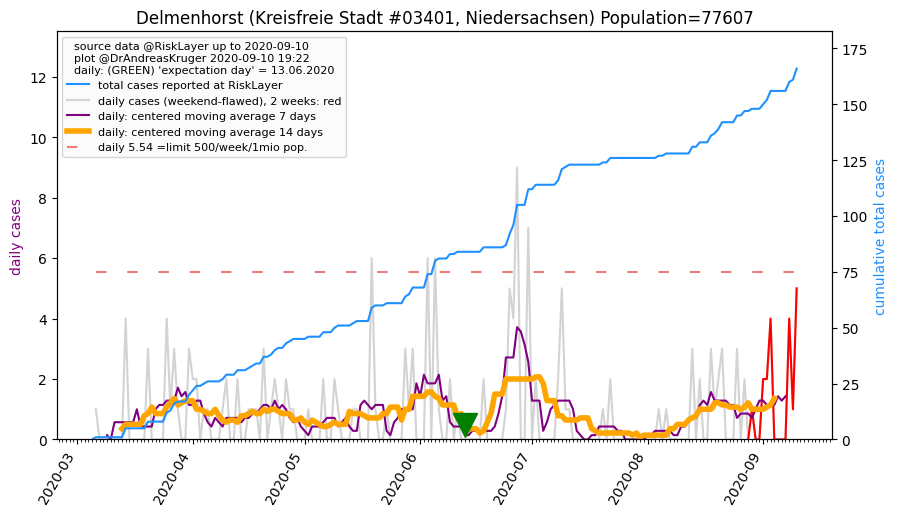 Delmenhorst (Kreisfreie Stadt #03401, Niedersachsen) Population=77607
source data @RiskLayer up to 2020-09-10
plot @DrAndreasKruger 2020-09-10 19:22
daily: (GREEN) 'expectation day' = 13.06.2020
total cases reported at RiskLayer
daily cases (weekend-flawed), 2 weeks: red
daily: centered moving average 7 days
daily: centered moving average 14 days
daily 5.54 =limit 500/week/1mio pop.
daily cases
12
10
8
6
4
2
0
175
150
125
100
75
50
25
0
cumulative total cases
2020-03
2020-04
2020-05
2020-06
2020-07
2020-08
2020-09